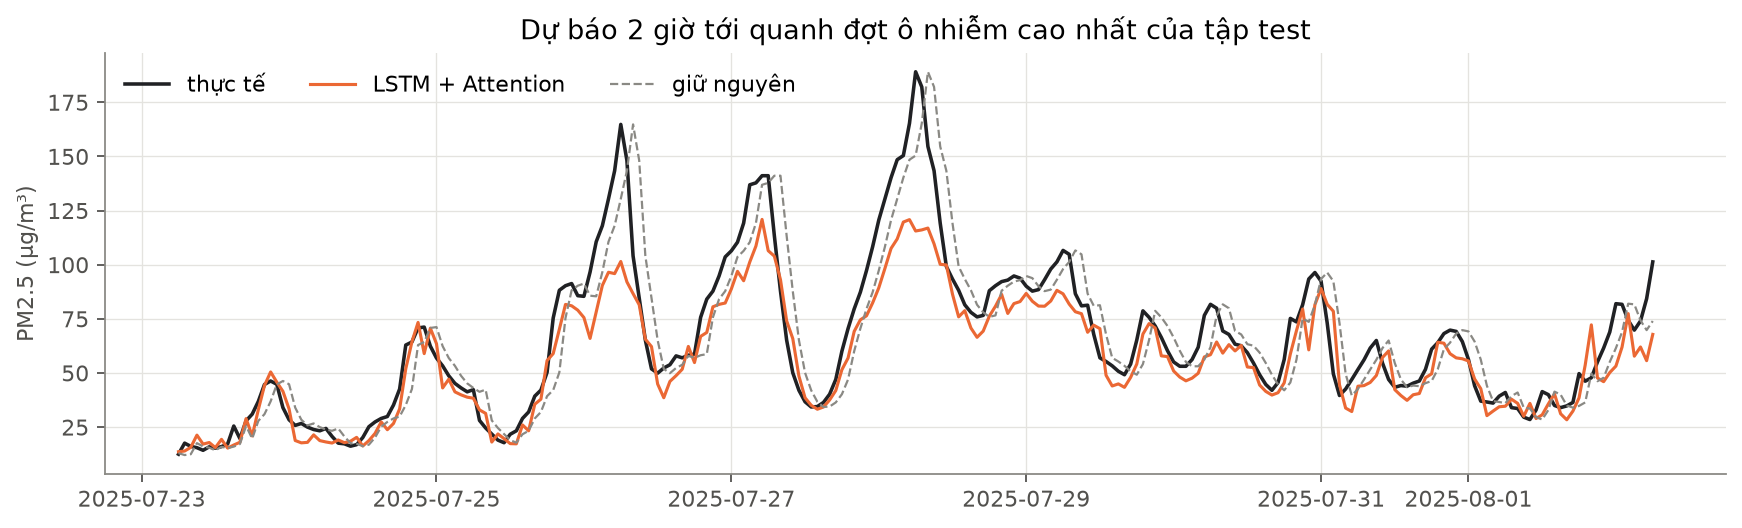 Dự báo 2 giờ tới quanh đợt ô nhiễm cao nhất của tập test
thực tế
LSTM + Attention
giữ nguyên
PM2.5 (µg/m³)
175
150
125
100
75
50
25
2025-07-23
2025-07-25
2025-07-27
2025-07-29
2025-07-31
2025-08-01